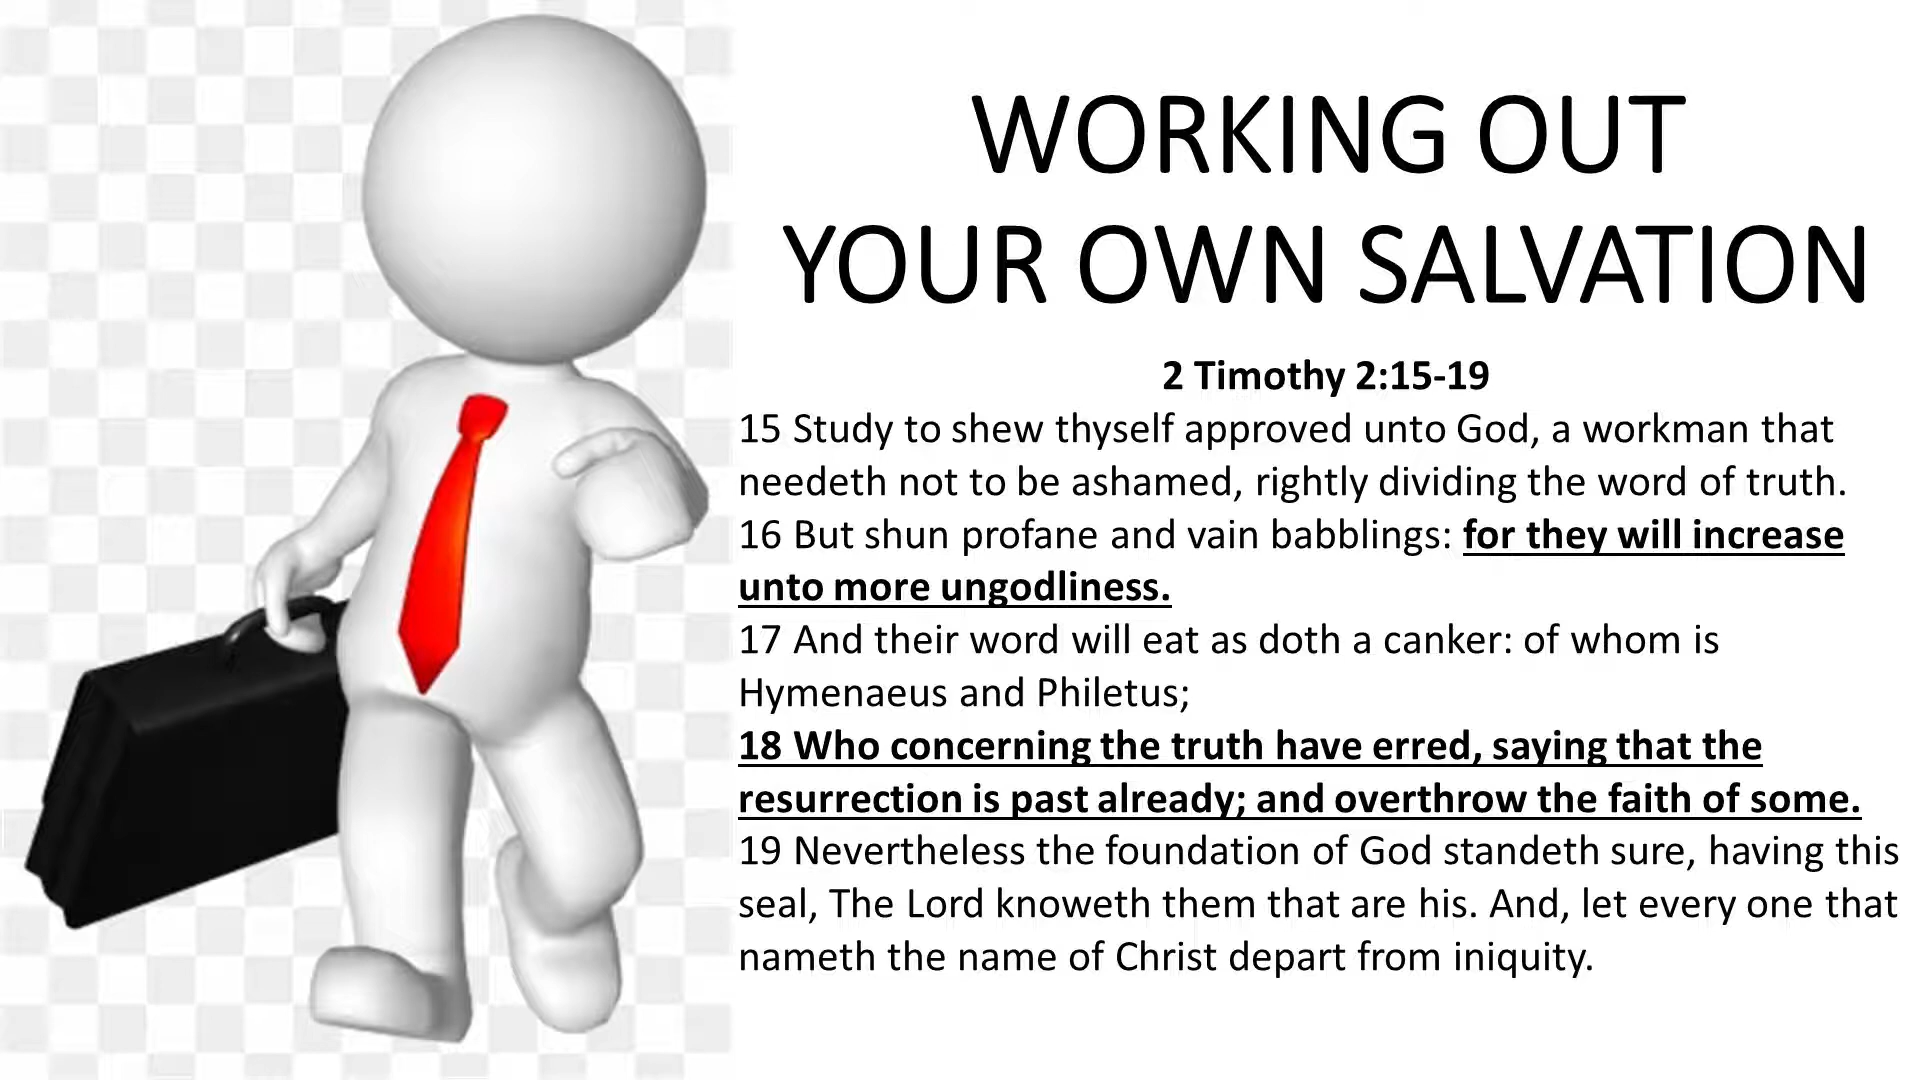 WORKING OUT
YOUR OWN SALVATION
2 Timothy 2:15-19
15 Study to shew thyself approved unto God, a workman that
needeth not to be ashamed, rightly dividing the word of truth.
16 But shun profane and vain babblings: for they will increase
unto more ungodliness.
17 And their word will eat as doth a canker: of whom is
Hymenaeus and Philetus;
18 Who concerning the truth have erred, saying that the
resurrection is past already; and overthrow the faith of some.
19 Nevertheless the foundation of God standeth sure, having this
seal, The Lord knoweth them that are his. And, let every one that
nameth the name of Christ depart from iniquity.